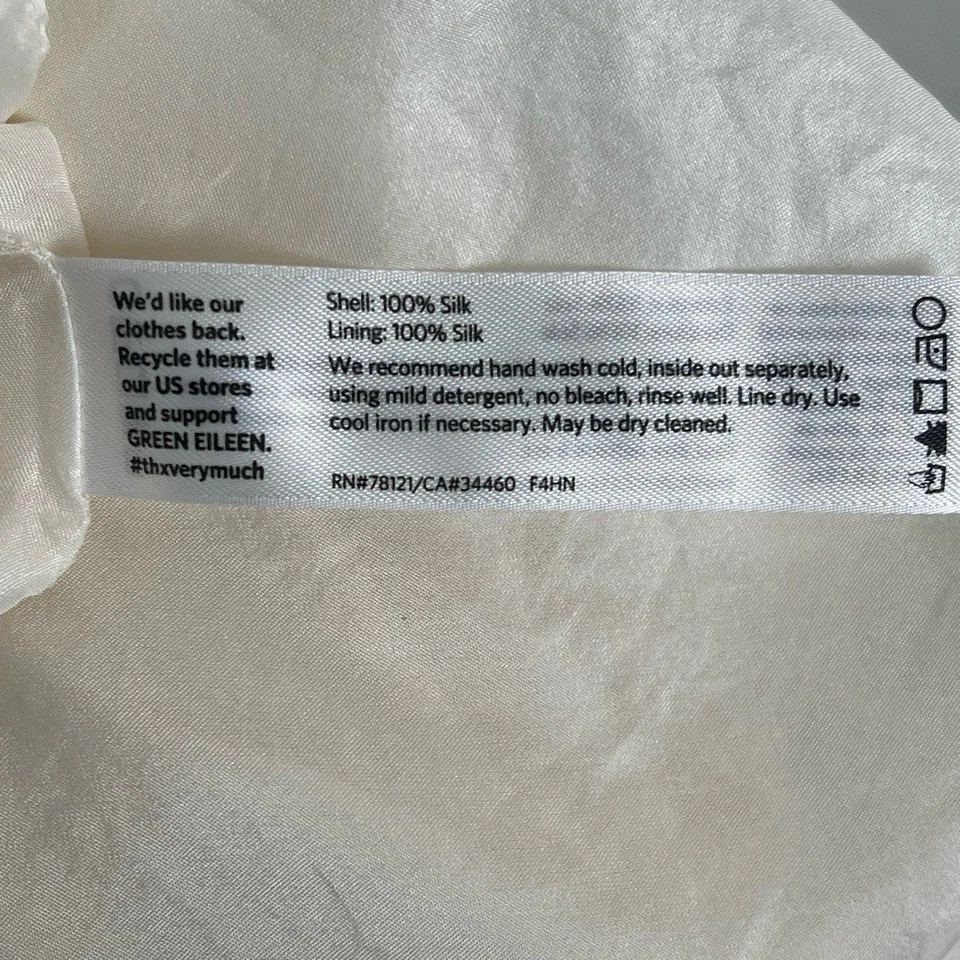 We'd like our
clothes back.
Recycle them at
our US stores
and support
GREEN EILEEN.
#thxverymuch
Shell: 100% Silk
Lining: 100% Silk
We recommend hand wash cold, inside out separately,
using mild detergent, no bleach, rinse well. Line dry. Use
cool iron if necessary. May be dry cleaned.
RN#78121/CA#34460 F4HN